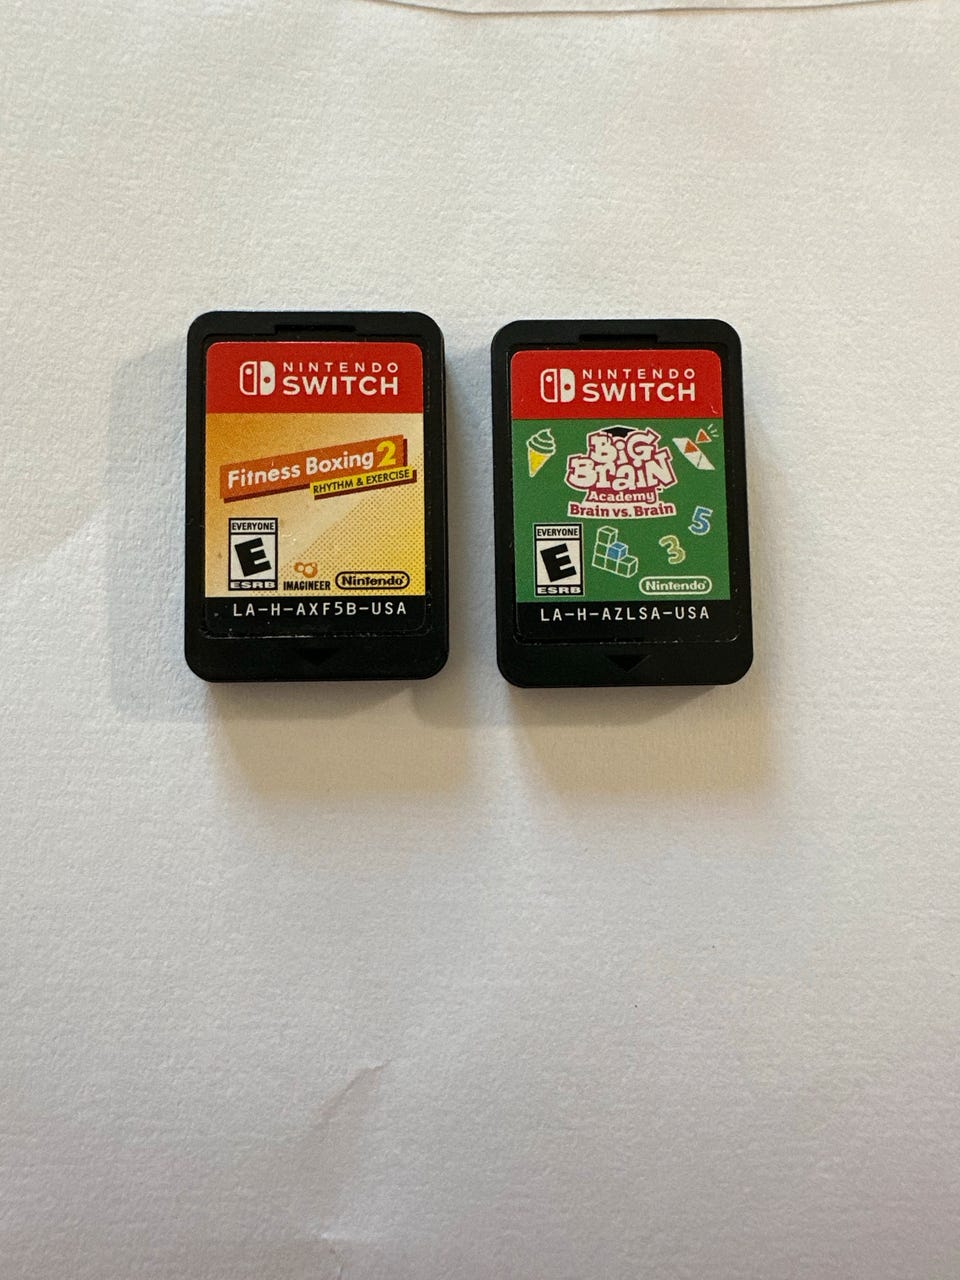 NINTENDO
SWITCH
Fitness Boxing 2
RHYTHM & EXERCISE
EVERYONE
E
ESRB
IMAGINEER
Nintendo
LA-H-AXF5B-USA
NINTENDO
SWITCH
BiG
BRaiN
Academy
Brain vs. Brain
5
3
EVERYONE
E
ESRB
Nintendo
LA-H-AZLSA-USA